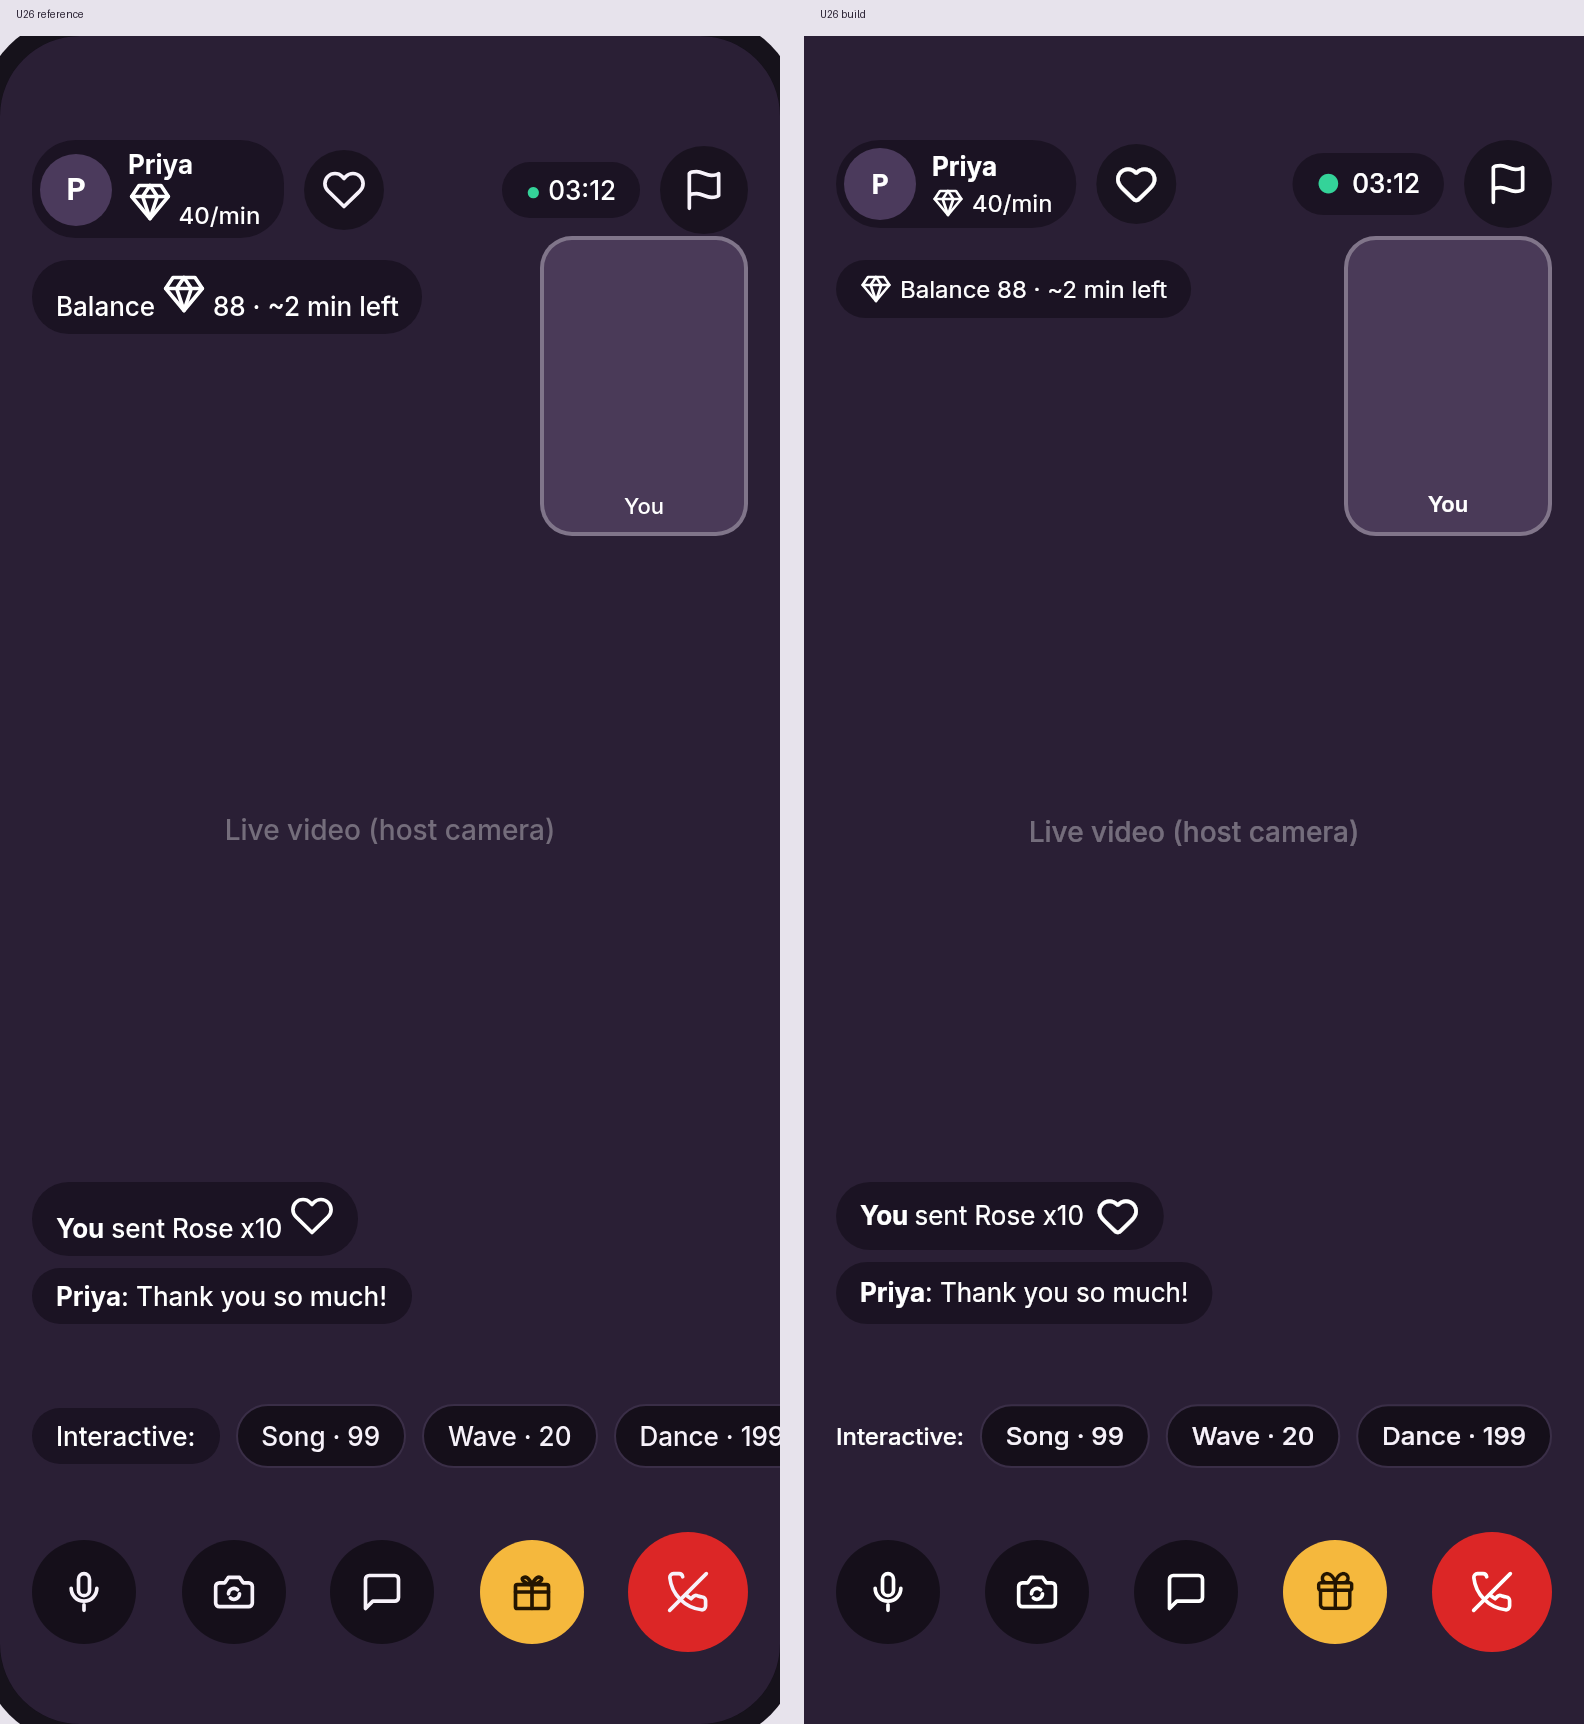 U26 reference
P
Priya
40/min
03:12
Balance 88 · ~2 min left
You
Live video (host camera)
You sent Rose x10
Priya: Thank you so much!
Interactive:
Song · 99
Wave · 20
Dance · 199
U26 build
P
Priya
40/min
03:12
Balance 88 · ~2 min left
You
Live video (host camera)
You sent Rose x10
Priya: Thank you so much!
Interactive:
Song · 99
Wave · 20
Dance · 199